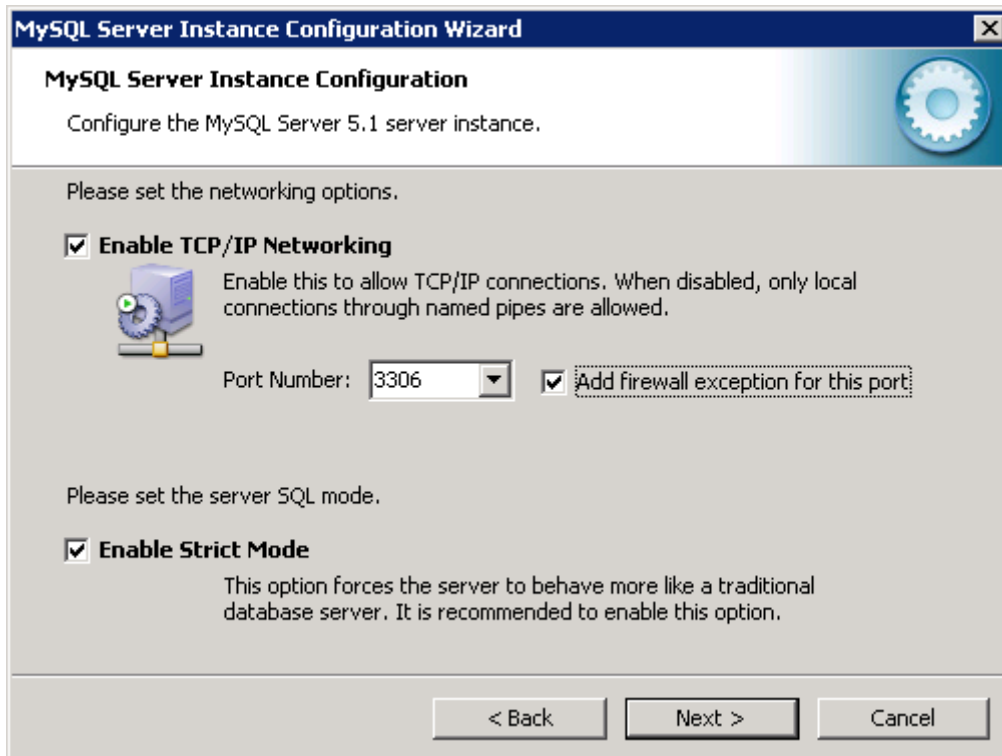 MySQL Server Instance Configuration Wizard
MySQL Server Instance Configuration
Configure the MySQL Server 5.1 server instance.
Please set the networking options.
Enable TCP/IP Networking
Enable this to allow TCP/IP connections. When disabled, only local
connections through named pipes are allowed.
Port Number: 3306 Add firewall exception for this port
Please set the server SQL mode.
Enable Strict Mode
This option forces the server to behave more like a traditional
database server. It is recommended to enable this option.
< Back Next > Cancel